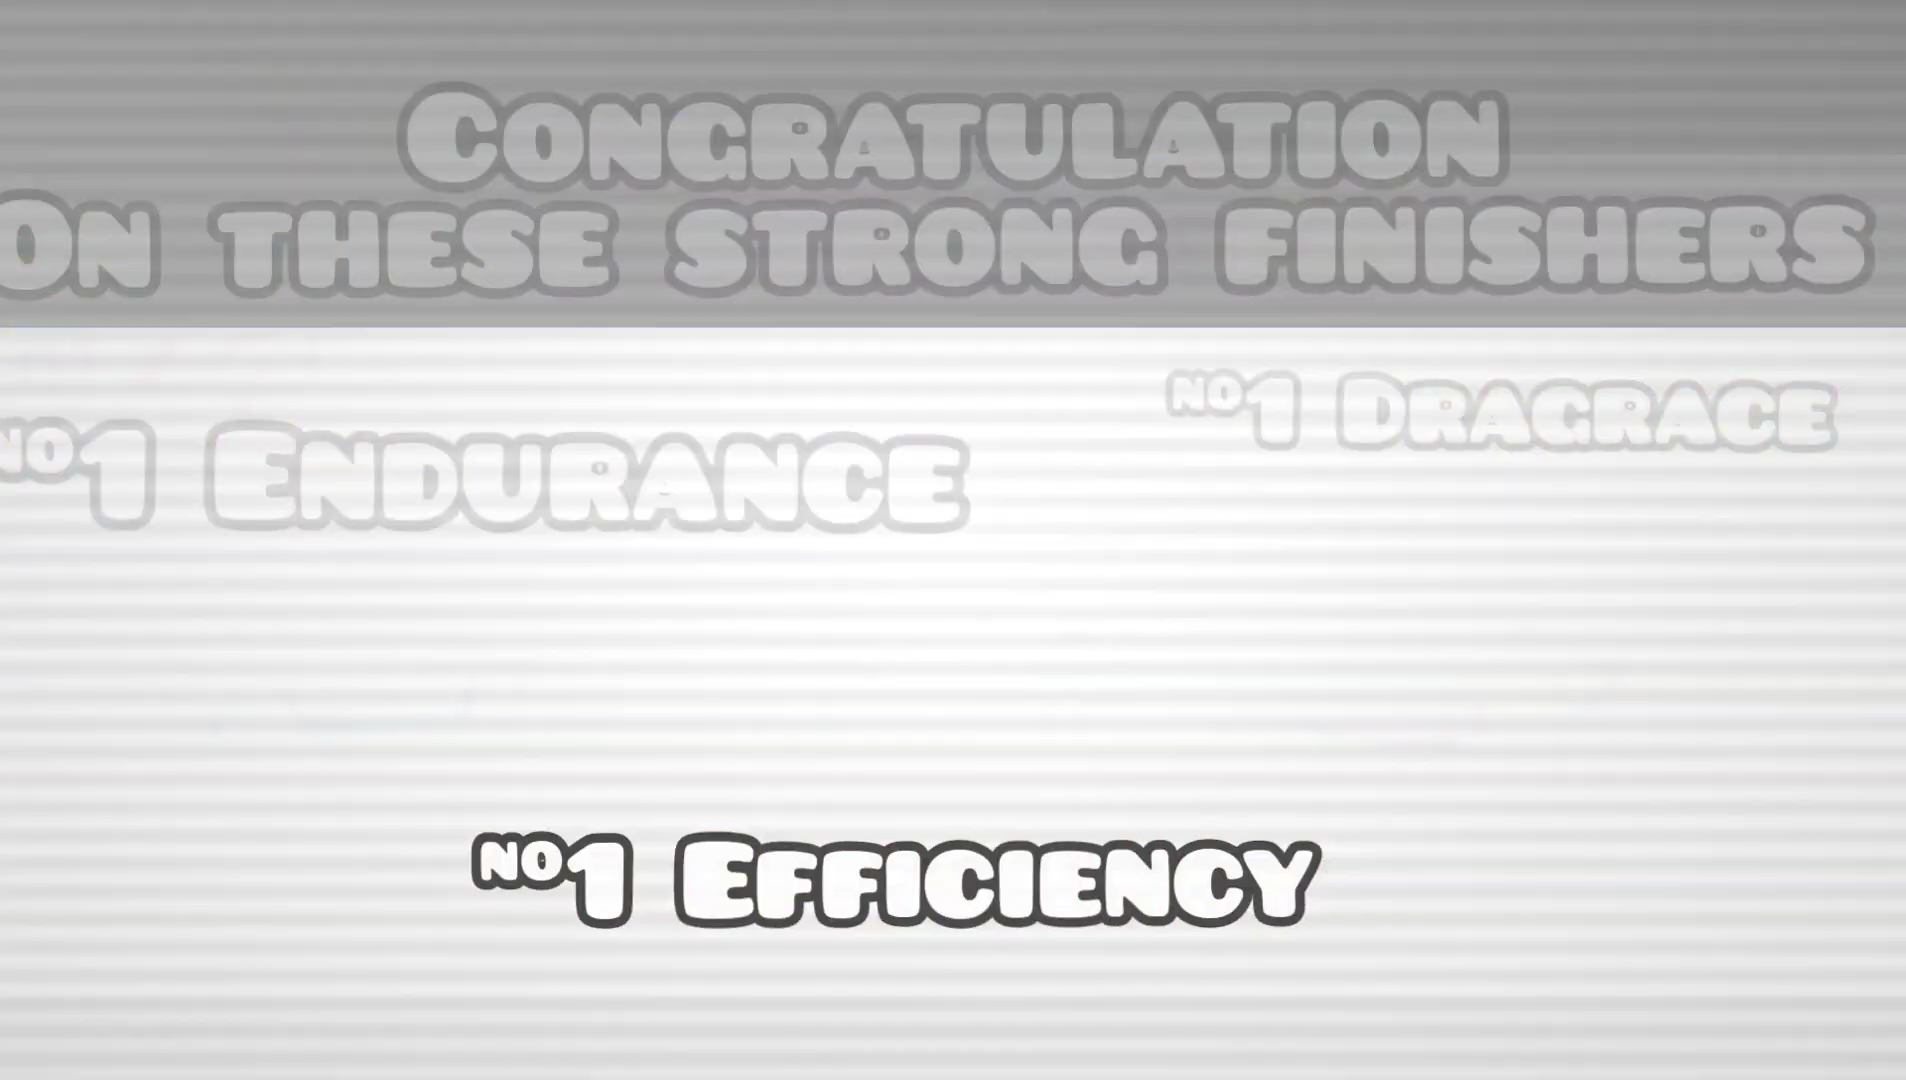 Congratulation
On these strong finishers
No1 Dragrace
No1 Endurance
No1 Efficiency